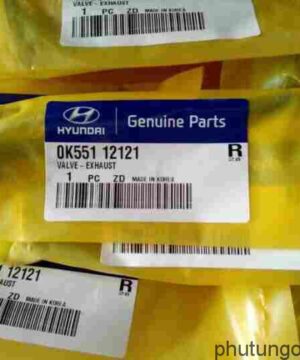 VALVE - EXHAUST
1 PC ZD MADE IN KOREA
HYUNDAI
Genuine Parts
0K551 12121
VALVE - EXHAUST
1 PC ZD MADE IN KOREA
R
12121
ST
ZD MADE IN KOREA
R
phutungo